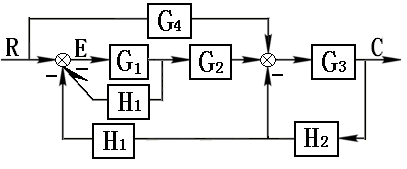 G₄
R E G₁ G₂ G₃ C
− −
−
H₁
−
H₁ H₂